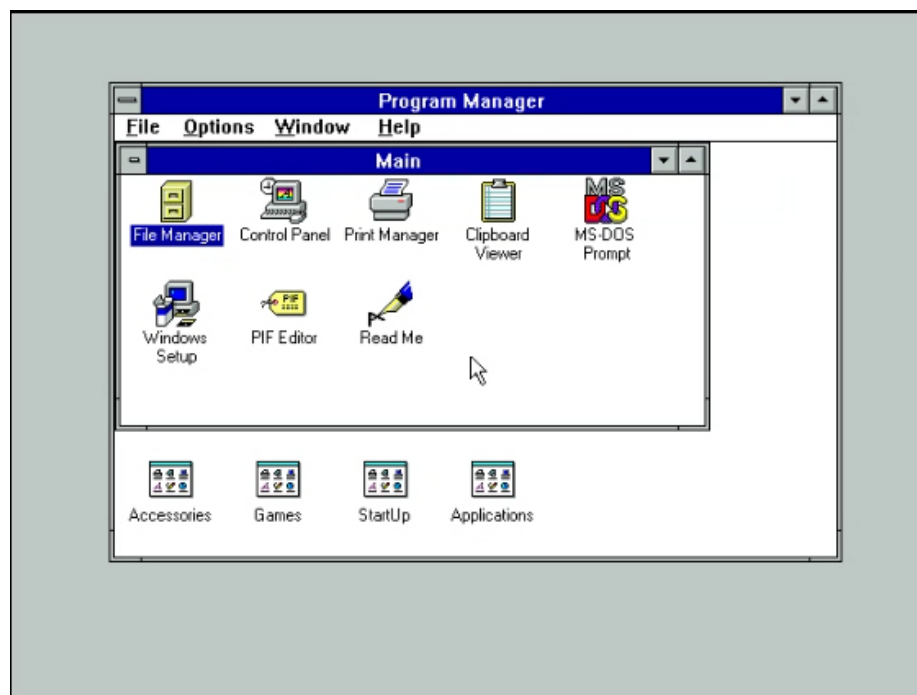 Program Manager
File Options Window Help
Main
File Manager Control Panel Print Manager Clipboard Viewer MS-DOS Prompt
MS DOS
Windows Setup PIF Editor Read Me
PIF
Accessories Games StartUp Applications